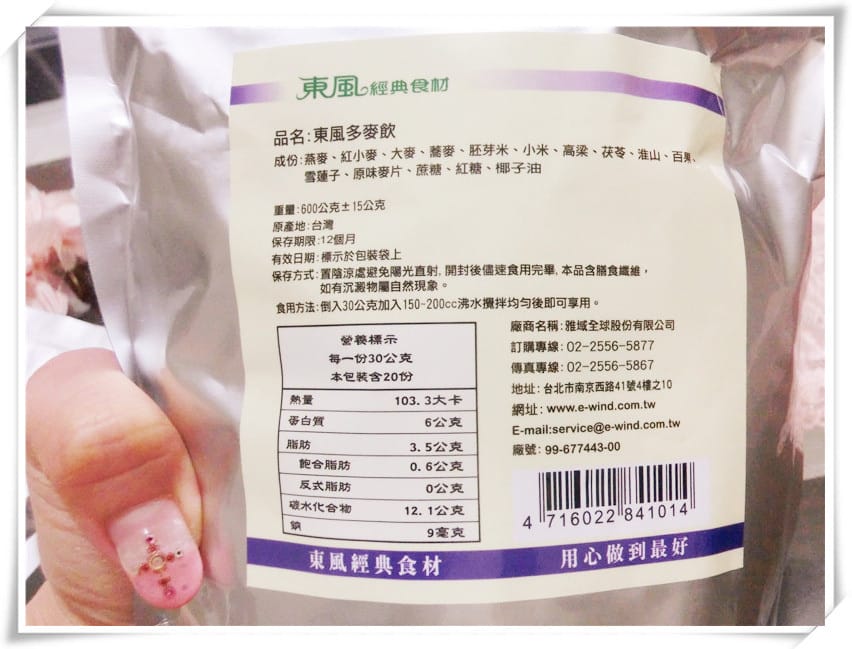 東風經典食材
品名:東風多麥飲
成份:燕麥、紅小麥、大麥、蕎麥、胚芽米、小米、高梁、茯苓、淮山、百果、
雪蓮子、原味麥片、蔗糖、紅糖、椰子油
重量:600公克±15公克
原產地:台灣
保存期限:12個月
有效日期:標示於包裝袋上
保存方式:置陰涼處避免陽光直射,開封後儘速食用完畢,本品含膳食纖維,
如有沉澱物屬自然現象。
食用方法:倒入30公克加入150-200cc沸水攪拌均勻後即可享用。
營養標示
每一份30公克
本包裝含20份
熱量 103.3大卡
蛋白質 6公克
脂肪 3.5公克
飽合脂肪 0.6公克
反式脂肪 0公克
碳水化合物 12.1公克
鈉 9毫克
廠商名稱:雅域全球股份有限公司
訂購專線:02-2556-5877
傳真專線:02-2556-5867
地址:台北市南京西路41號4樓之10
網址:www.e-wind.com.tw
E-mail:service@e-wind.com.tw
廠號:99-677443-00
4 716022 841014
東風經典食材 用心做到最好